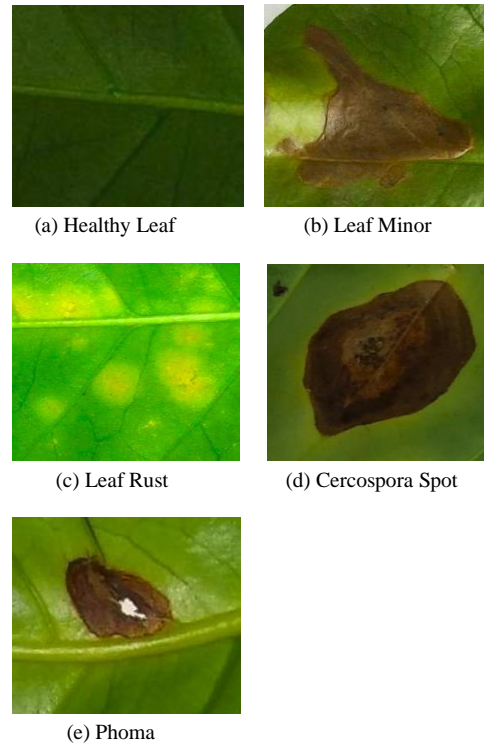 (a) Healthy Leaf
(b) Leaf Minor
(c) Leaf Rust
(d) Cercospora Spot
(e) Phoma